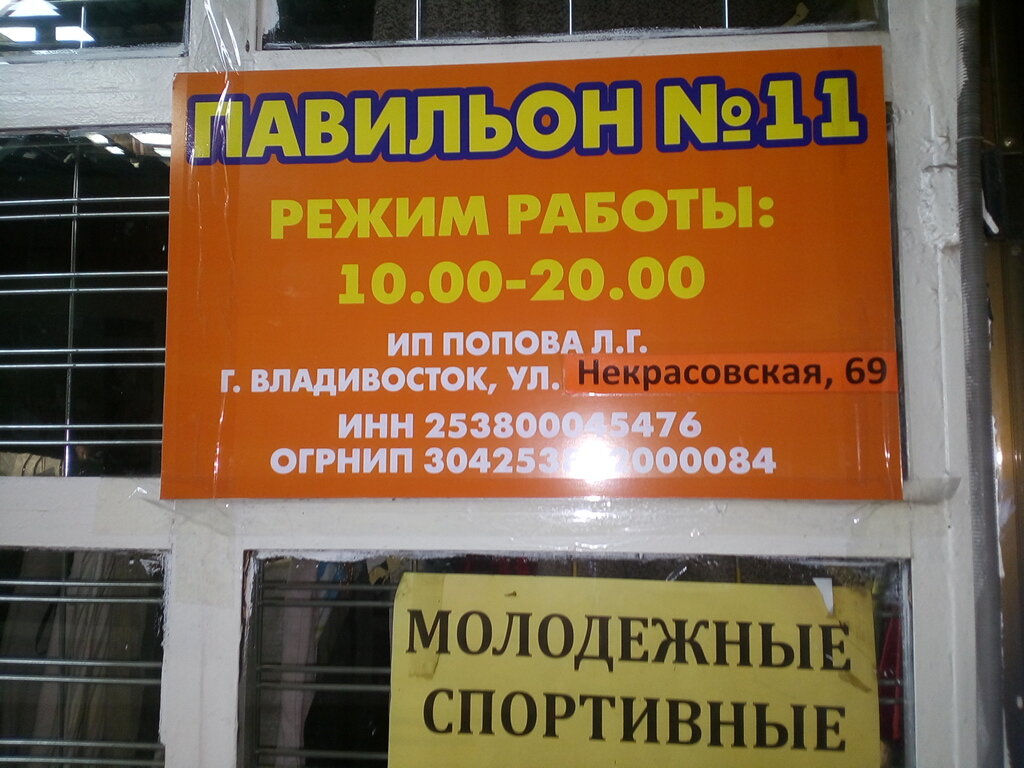 ПАВИЛЬОН №11
РЕЖИМ РАБОТЫ:
10.00-20.00
ИП ПОПОВА Л.Г.
Г. ВЛАДИВОСТОК, УЛ. Некрасовская, 69
ИНН 253800045476
ОГРНИП
МОЛОДЕЖНЫЕ
СПОРТИВНЫЕ